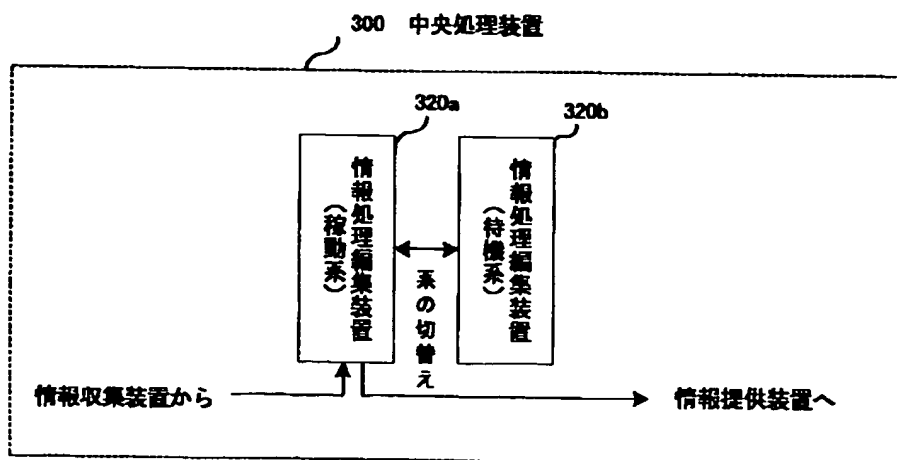 300 中央処理装置
320a
320b
情報処理編集装置
（稼動系）
系の切替え
情報処理編集装置
（待機系）
情報収集装置から
情報提供装置へ